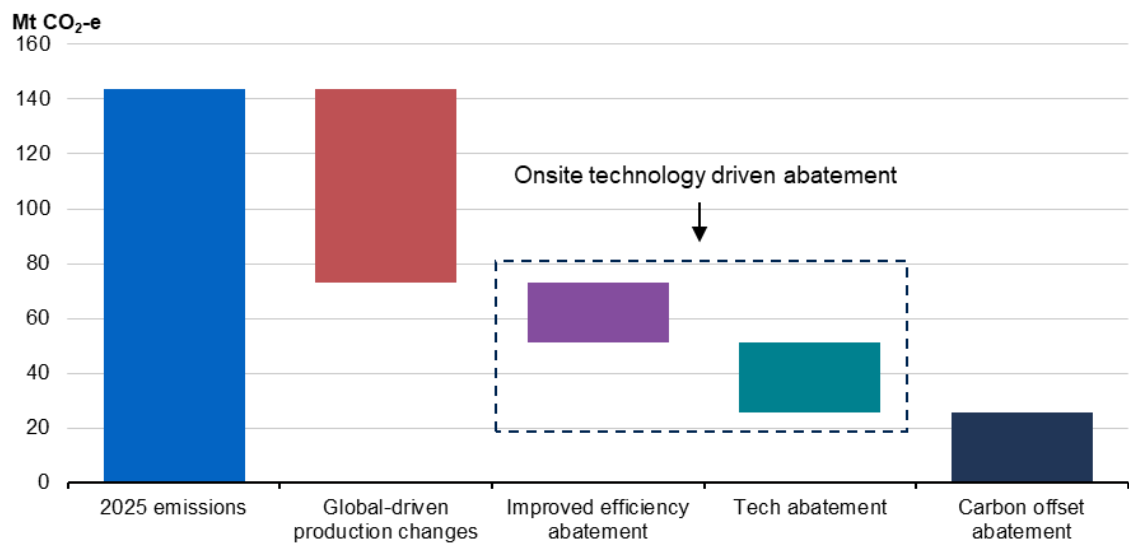 Mt CO₂-e
160
140
120
100
80
60
40
20
0
Onsite technology driven abatement
2025 emissions
Global-driven
production changes
Improved efficiency
abatement
Tech abatement
Carbon offset
abatement